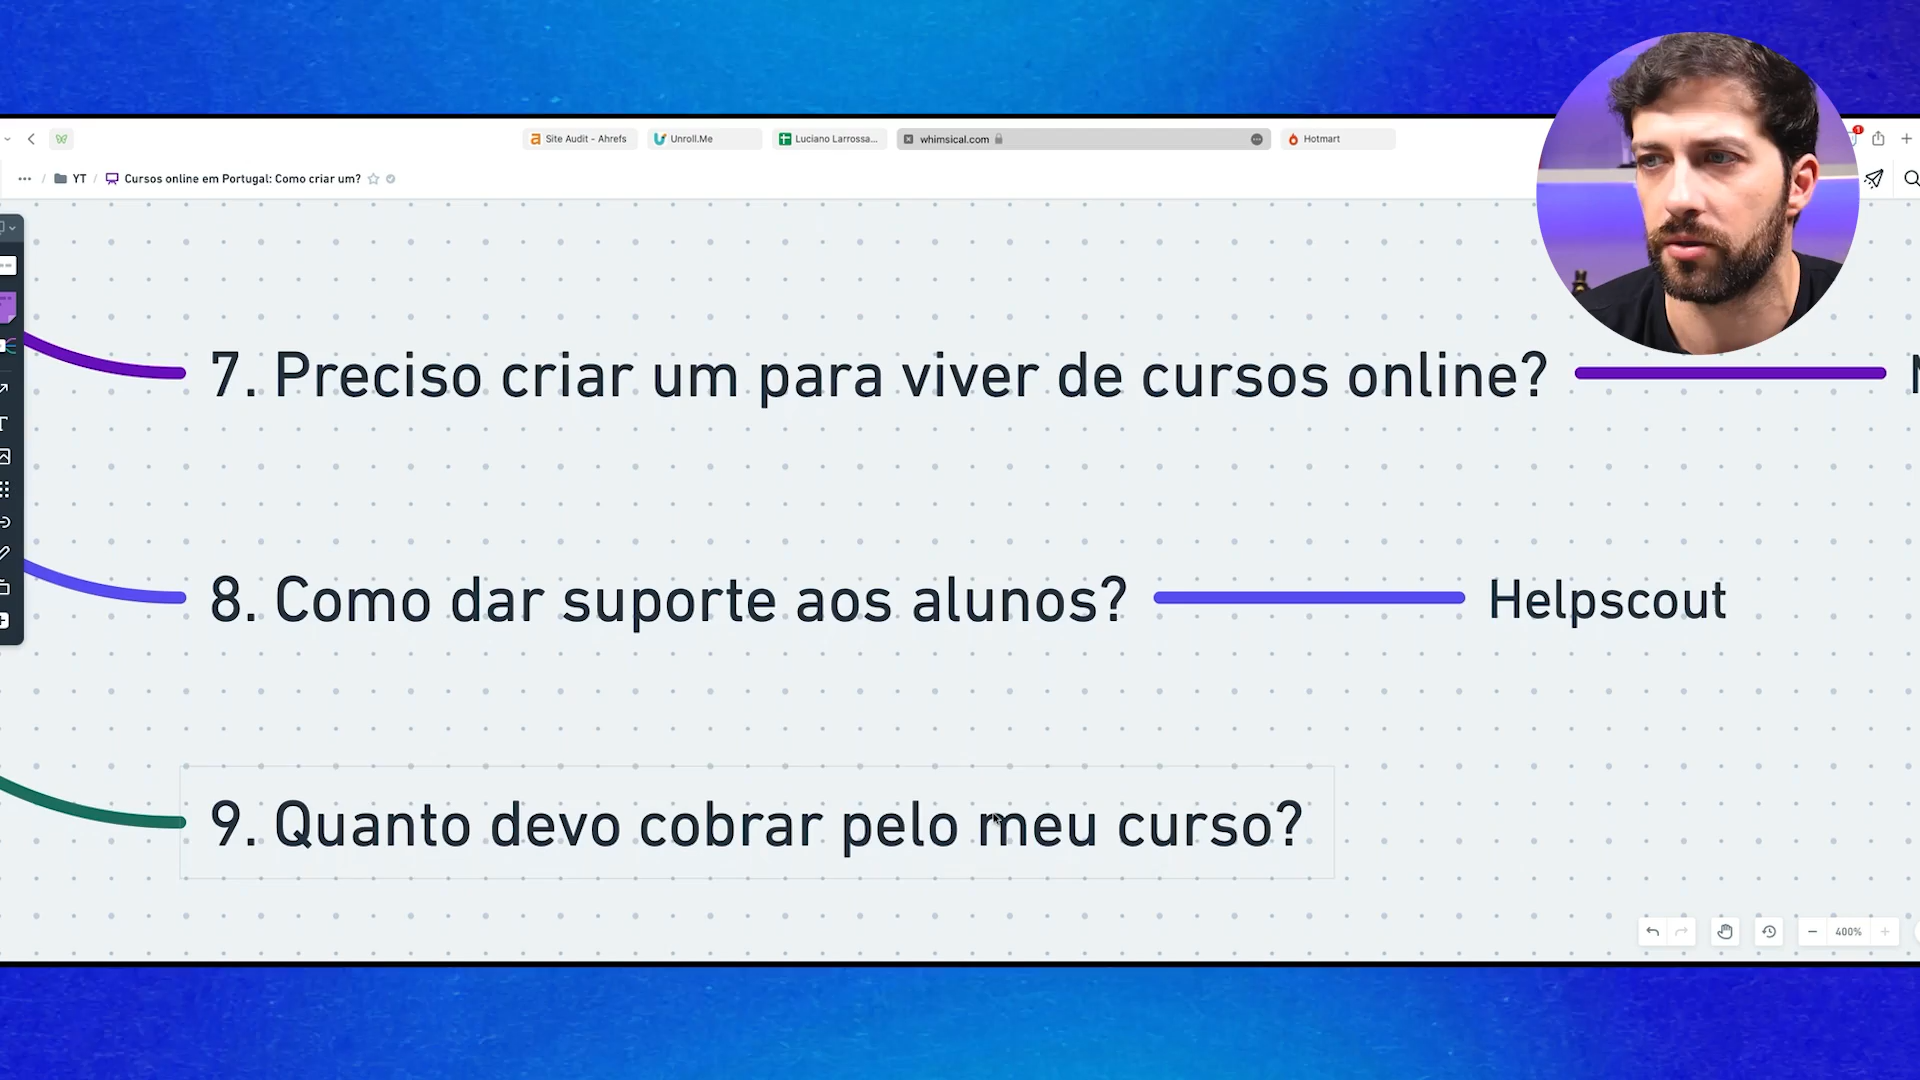 Site Audit - Ahrefs
Unroll.Me
Luciano Larrossa...
whimsical.com
Hotmart
1
... / YT / Cursos online em Portugal: Como criar um?
7. Preciso criar um para viver de cursos online?
8. Como dar suporte aos alunos?
Helpscout
9. Quanto devo cobrar pelo meu curso?
400%